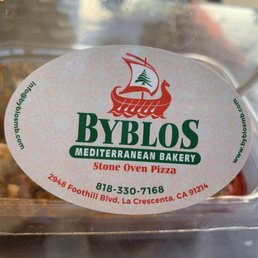 BYBLOS
MEDITERRANEAN BAKERY
Stone Oven Pizza
818-330-7168
2948 Foothill Blvd, La Crescenta, CA 91214
info@byblosmb.com
www.byblosmb.com